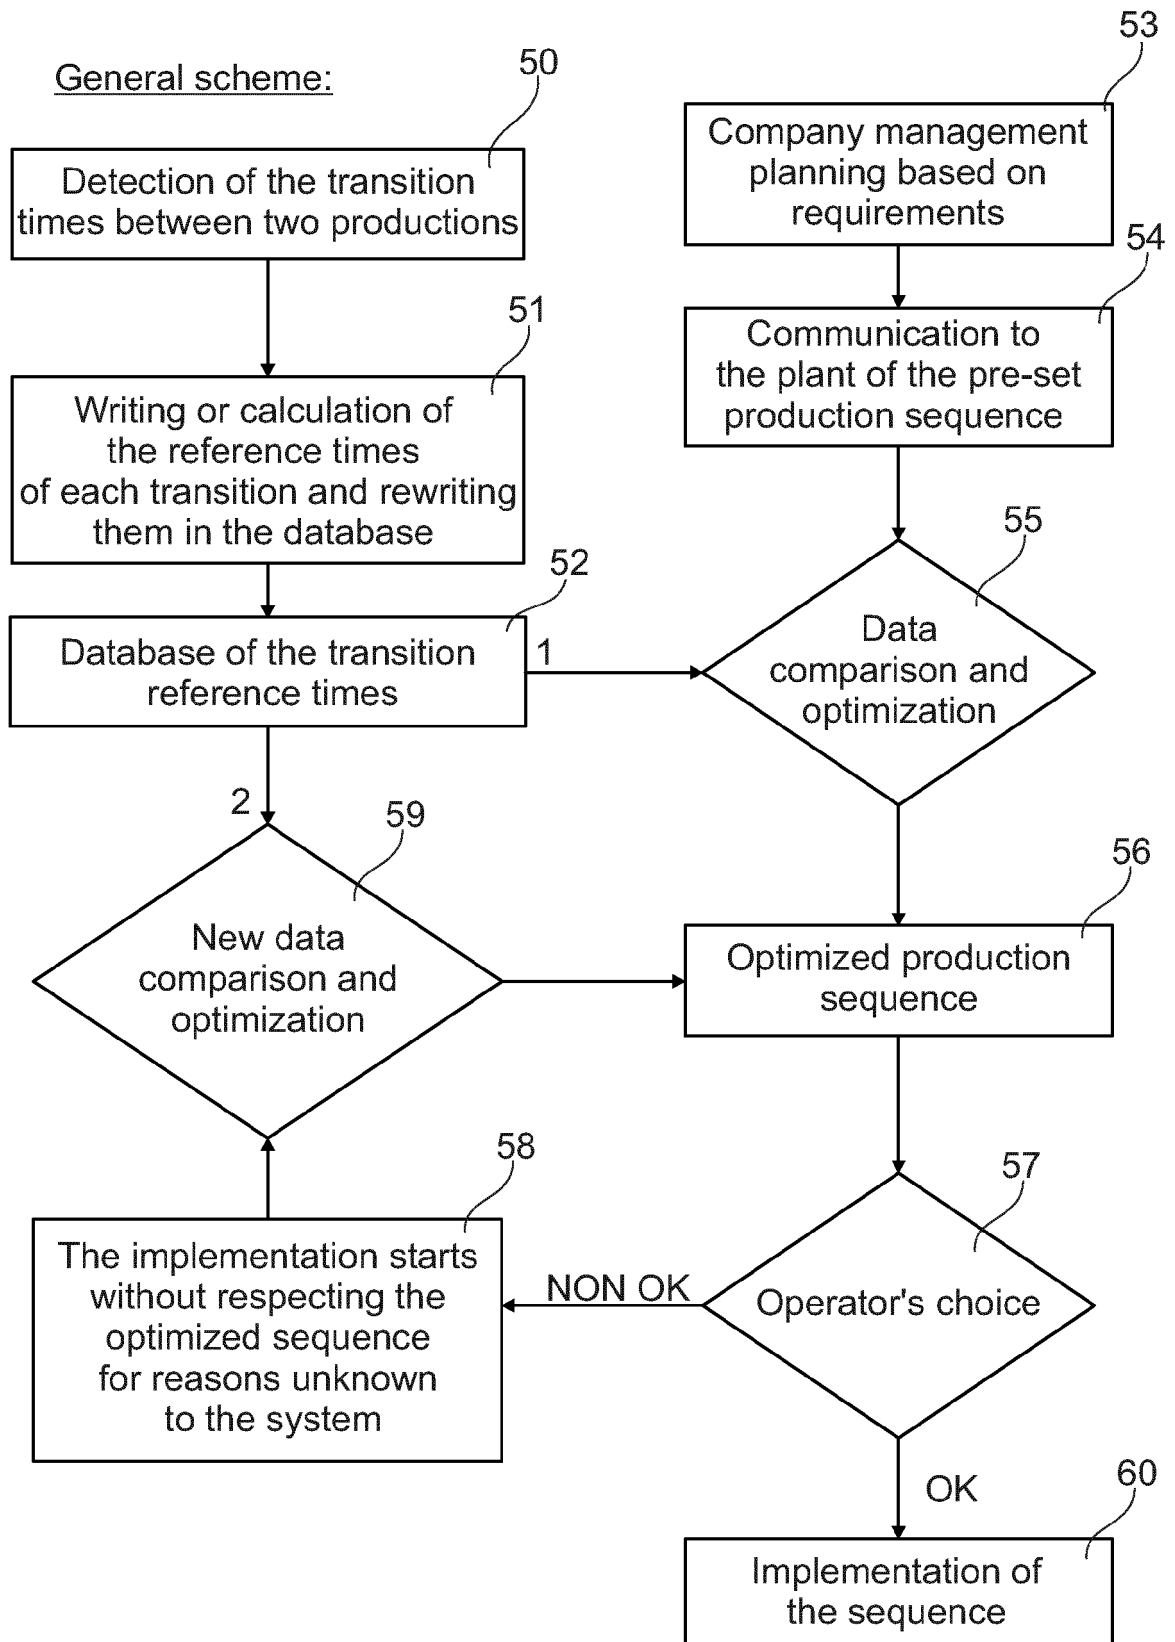 General scheme:
50
Detection of the transition
times between two productions
51
Writing or calculation of
the reference times
of each transition and rewriting
them in the database
52
Database of the transition
reference times
1
2
53
Company management
planning based on
requirements
54
Communication to
the plant of the pre-set
production sequence
55
Data
comparison and
optimization
59
New data
comparison and
optimization
56
Optimized production
sequence
57
Operator's choice
NON OK
58
The implementation starts
without respecting the
optimized sequence
for reasons unknown
to the system
OK
60
Implementation of
the sequence